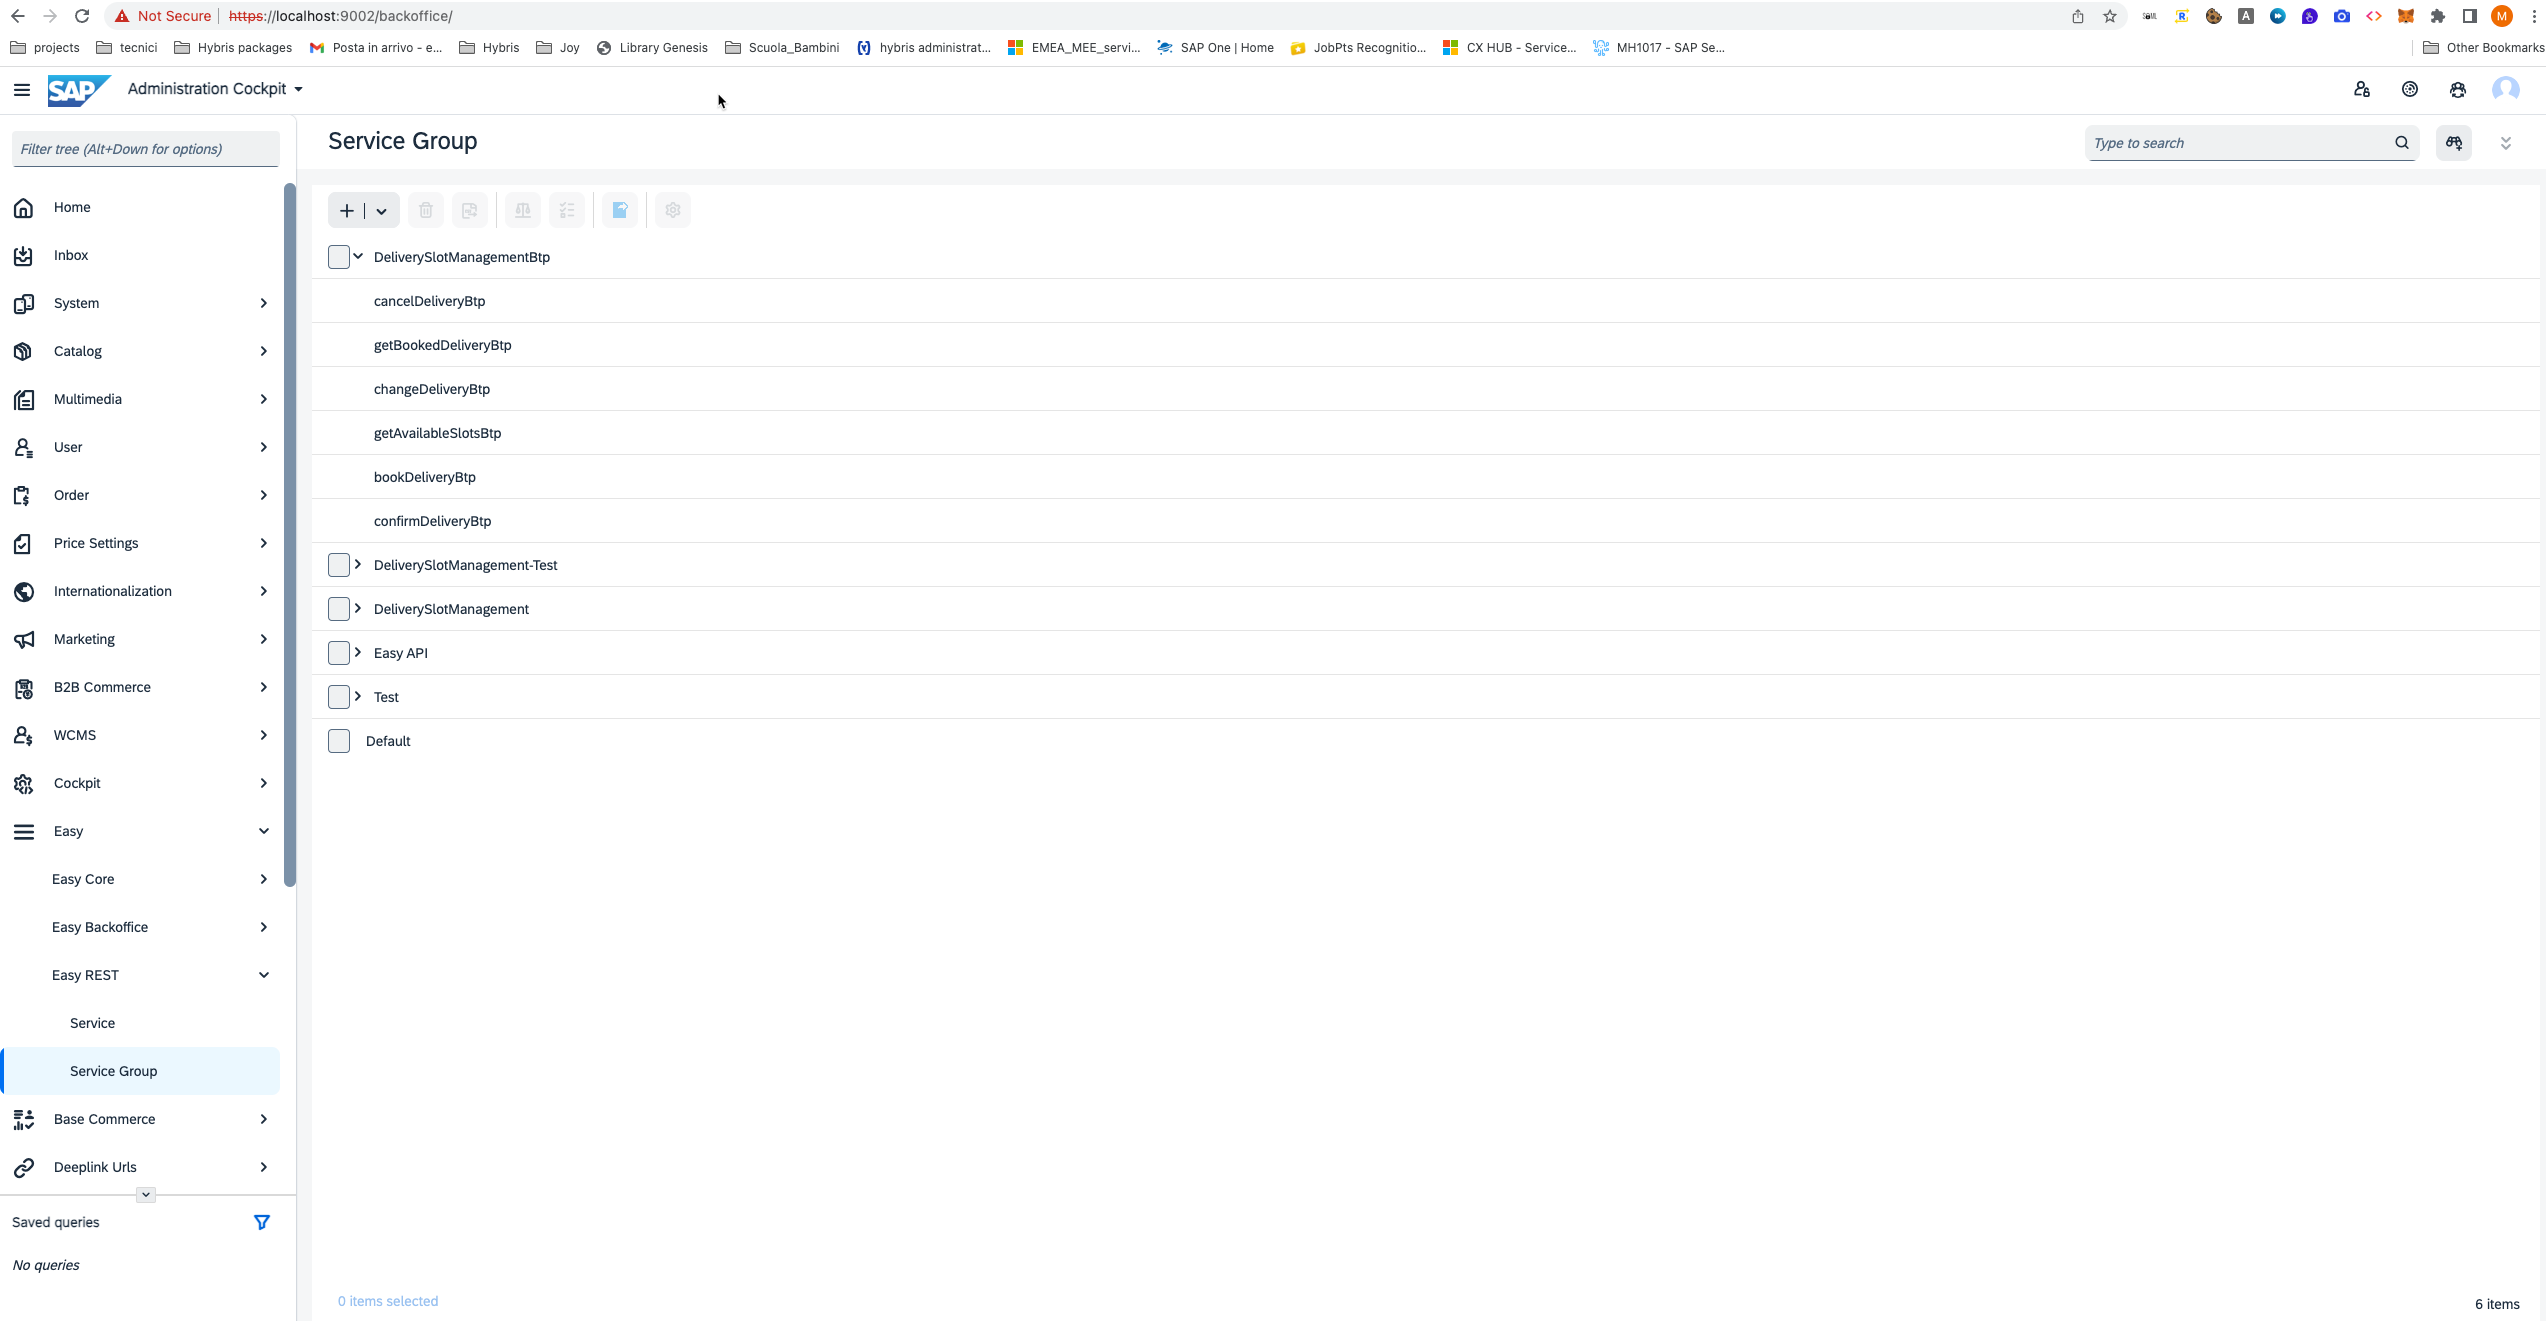 Not Secure | https://localhost:9002/backoffice/
projects tecnici Hybris packages Posta in arrivo - e... Hybris Joy Library Genesis Scuola_Bambini hybris administrat... EMEA_MEE_servi... SAP One | Home JobPts Recognitio... CX HUB - Service... MH1017 - SAP Se... Other Bookmarks
SAP Administration Cockpit
Filter tree (Alt+Down for options)
Service Group
Type to search
Home
Inbox
System
Catalog
Multimedia
User
Order
Price Settings
Internationalization
Marketing
B2B Commerce
WCMS
Cockpit
Easy
Easy Core
Easy Backoffice
Easy REST
Service
Service Group
Base Commerce
Deeplink Urls
Saved queries
No queries
DeliverySlotManagementBtp
cancelDeliveryBtp
getBookedDeliveryBtp
changeDeliveryBtp
getAvailableSlotsBtp
bookDeliveryBtp
confirmDeliveryBtp
DeliverySlotManagement-Test
DeliverySlotManagement
Easy API
Test
Default
0 items selected
6 items